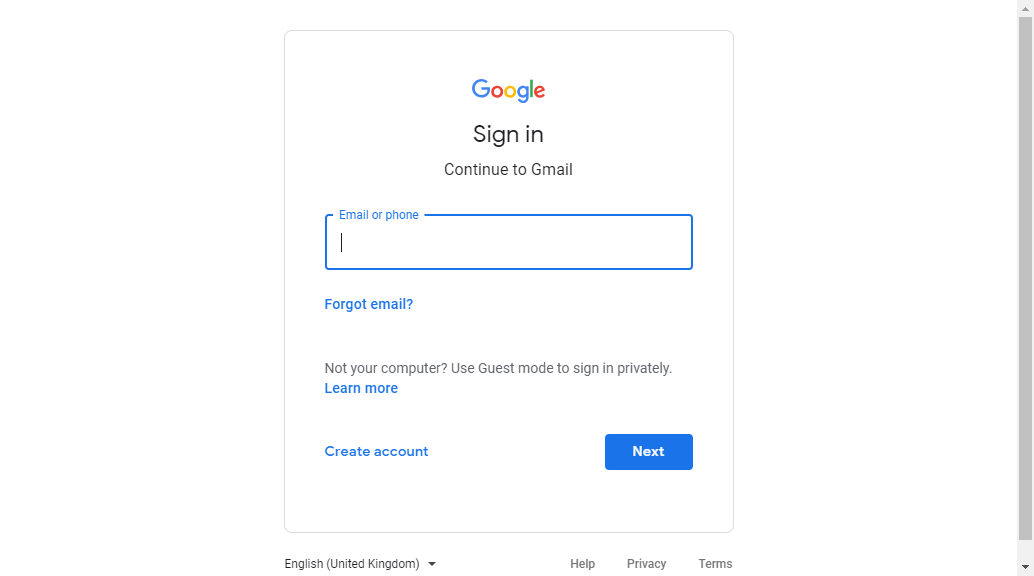 Google
Sign in
Continue to Gmail
Email or phone
Forgot email?
Not your computer? Use Guest mode to sign in privately.
Learn more
Create account
Next
English (United Kingdom)
Help
Privacy
Terms